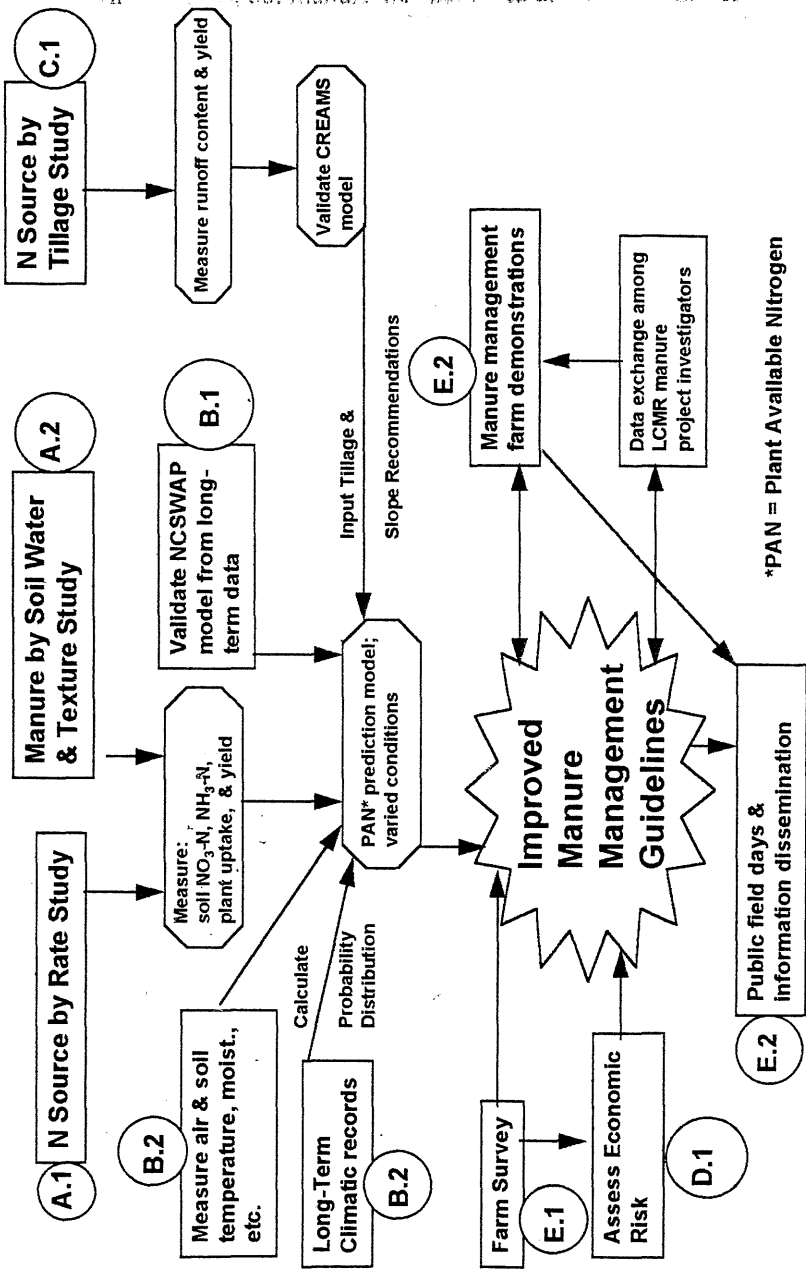 A.1
N Source by Rate Study
Manure by Soil Water
& Texture Study
A.2
N Source by
Tillage Study
C.1
B.2
Measure air & soil
temperature, moist.,
etc.
Measure:
soil NO₃-N, NH₃-N,
plant uptake, & yield
Validate NCSWAP
model from long-
term data
B.1
Measure runoff content & yield
Validate CREAMS
model
Long-Term
Climatic records
B.2
Calculate
Probability
Distribution
PAN* prediction model;
varied conditions
Input Tillage &
Slope Recommendations
Farm Survey
E.1
Assess Economic
Risk
D.1
Improved
Manure
Management
Guidelines
E.2
Manure management
farm demonstrations
Data exchange among
LCMR manure
project investigators
E.2
Public field days &
information dissemination
*PAN = Plant Available Nitrogen